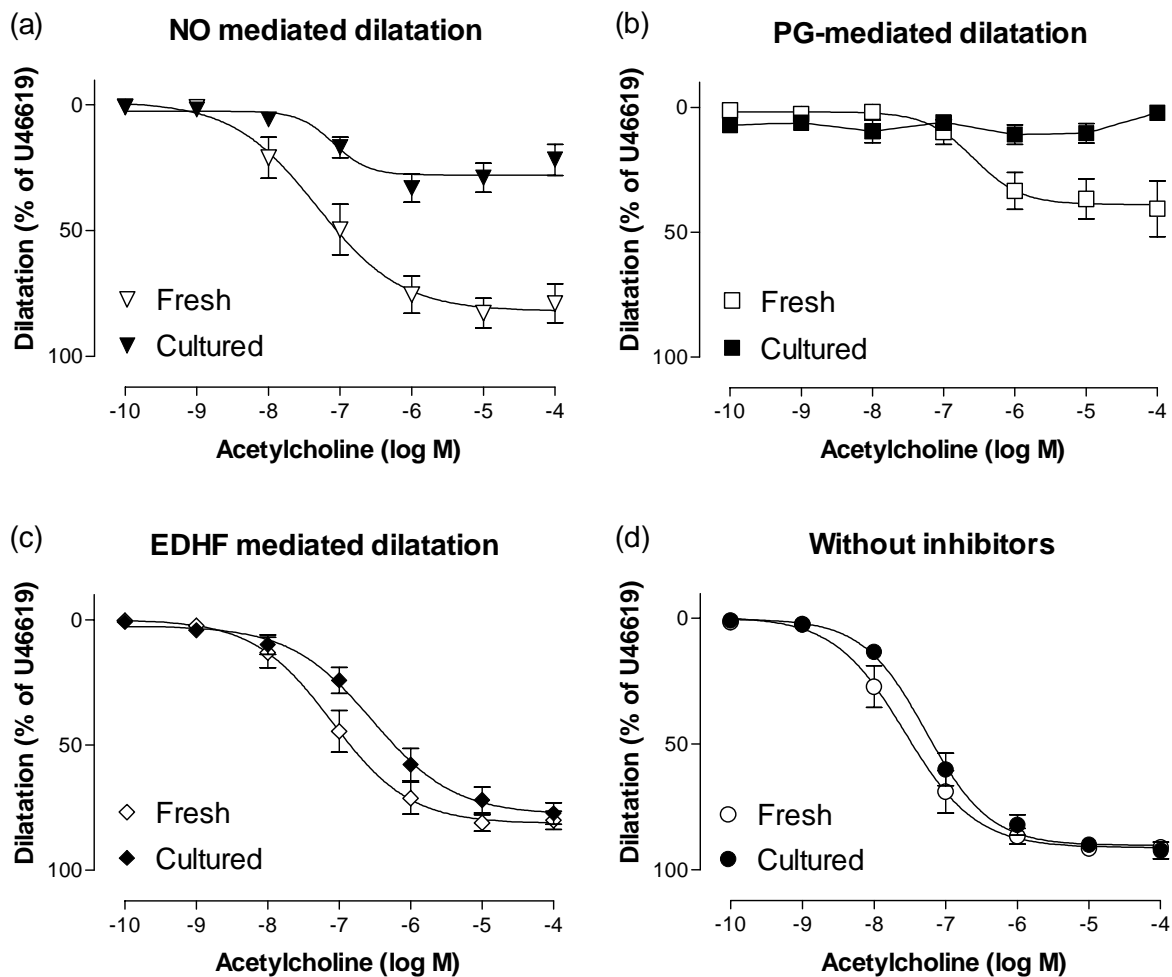 (a)
NO mediated dilatation
Dilatation (% of U46619)
0
50
100
Fresh
Cultured
-10 -9 -8 -7 -6 -5 -4
Acetylcholine (log M)
(b)
PG-mediated dilatation
Dilatation (% of U46619)
0
50
100
Fresh
Cultured
-10 -9 -8 -7 -6 -5 -4
Acetylcholine (log M)
(c)
EDHF mediated dilatation
Dilatation (% of U46619)
0
50
100
Fresh
Cultured
-10 -9 -8 -7 -6 -5 -4
Acetylcholine (log M)
(d)
Without inhibitors
Dilatation (% of U46619)
0
50
100
Fresh
Cultured
-10 -9 -8 -7 -6 -5 -4
Acetylcholine (log M)